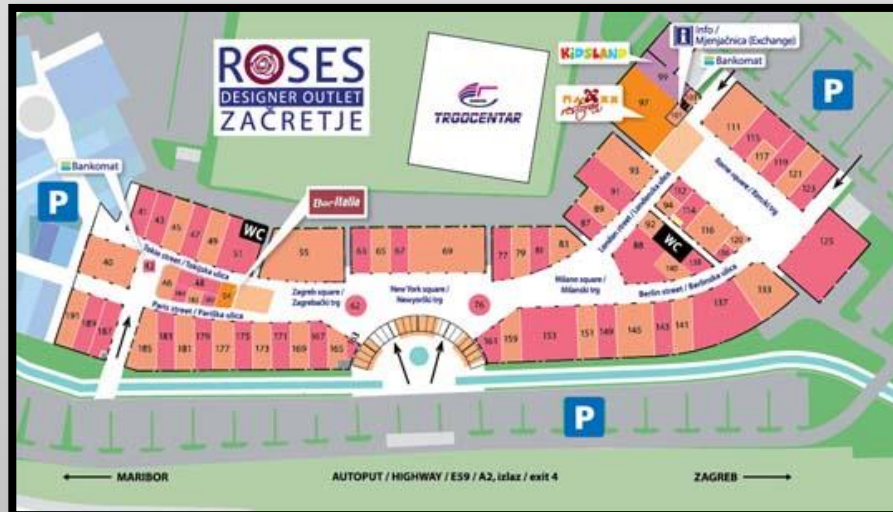 ROSES
DESIGNER OUTLET
ZAČRETJE
TRGOCENTAR
KIDSLAND
Info /
Mjenjačnica (Exchange)
Bankomat
P
99
97
101
111
115
117
119
121
123
125
Rome square / Rimski trg
Bankomat
P
41
43
45
47
49
51
WC
Bar Italia
40
42
Tokio street / Tokijska ulica
48
Paris street / Pariška ulica
191
189
187
185
183
181
179
177
175
173
171
169
167
165
55
63
65
67
69
77
79
81
83
87
89
91
93
London street / Londonska ulica
Zagreb square /
Zagrebački trg
New York square /
Newyorški trg
Milano square /
Milanski trg
62
76
88
92
94
112
114
116
120
WC
140
138
Berlin street / Berlinska ulica
161
159
153
151
149
145
143
141
137
133
P
MARIBOR
AUTOPUT / HIGHWAY / E59 / A2, izlaz / exit 4
ZAGREB